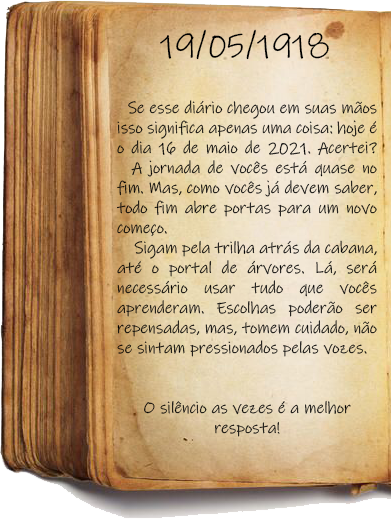 19/05/1918
Se esse diário chegou em suas mãos
isso significa apenas uma coisa: hoje é
o dia 16 de maio de 2021. Acertei?
A jornada de vocês está quase no
fim. Mas, como vocês já devem saber,
todo fim abre portas para um novo
começo.
Sigam pela trilha atrás da cabana,
até o portal de árvores. Lá, será
necessário usar tudo que vocês
aprenderam. Escolhas poderão ser
repensadas, mas, tomem cuidado, não
se sintam pressionados pelas vozes.
O silêncio as vezes é a melhor
resposta!